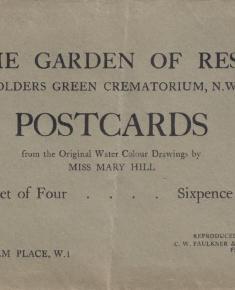 HE GARDEN OF RES
OLDERS GREEN CREMATORIUM, N.W
POSTCARDS
from the Original Water Colour Drawings by
MISS MARY HILL
et of Four . . . . Sixpence
REPRODUCED
C. W. FAULKNER &
M PLACE, W.1